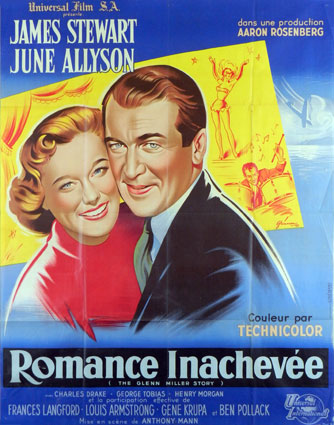 Universal Film S.A.
présente
JAMES STEWART
JUNE ALLYSON
dans une production
AARON ROSENBERG
Couleur par
TECHNICOLOR
Romance Inachevée
(THE GLENN MILLER STORY)
avec CHARLES DRAKE · GEORGE TOBIAS · HENRY MORGAN
et la participation effective de
FRANCES LANGFORD · LOUIS ARMSTRONG · GENE KRUPA et BEN POLLACK
Mise en scène de ANTHONY MANN
Universal
International